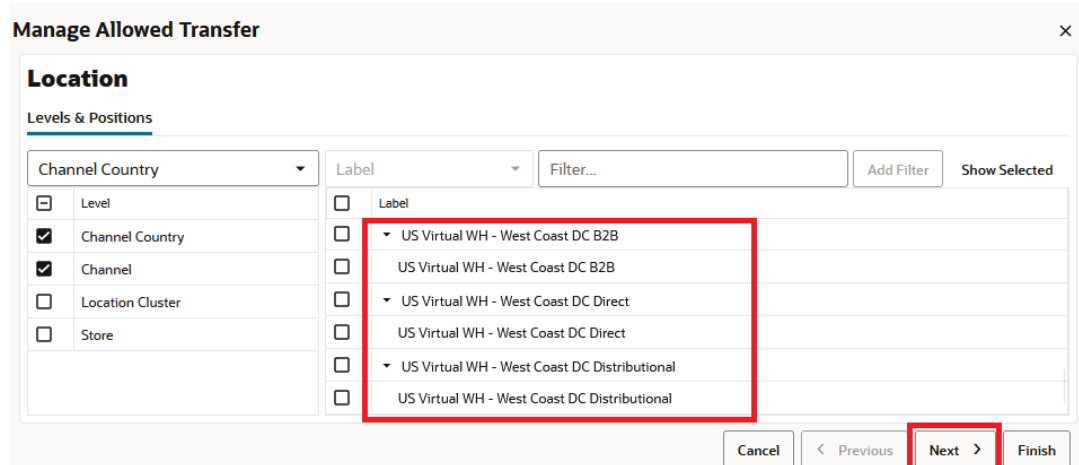 Manage Allowed Transfer
Location
Levels & Positions
Channel Country
Label
Filter...
Add Filter
Show Selected
Level
Label
Channel Country
US Virtual WH - West Coast DC B2B
Channel
US Virtual WH - West Coast DC B2B
Location Cluster
US Virtual WH - West Coast DC Direct
Store
US Virtual WH - West Coast DC Direct
US Virtual WH - West Coast DC Distributional
US Virtual WH - West Coast DC Distributional
Cancel
Previous
Next
Finish